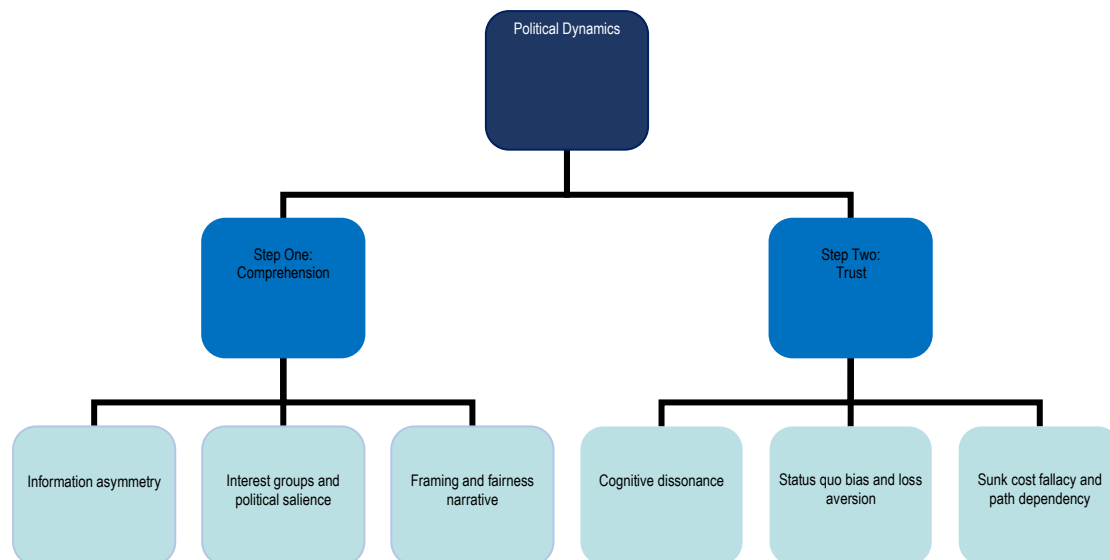 Political Dynamics
Step One:
Comprehension
Step Two:
Trust
Information asymmetry
Interest groups and
political salience
Framing and fairness
narrative
Cognitive dissonance
Status quo bias and loss
aversion
Sunk cost fallacy and
path dependency